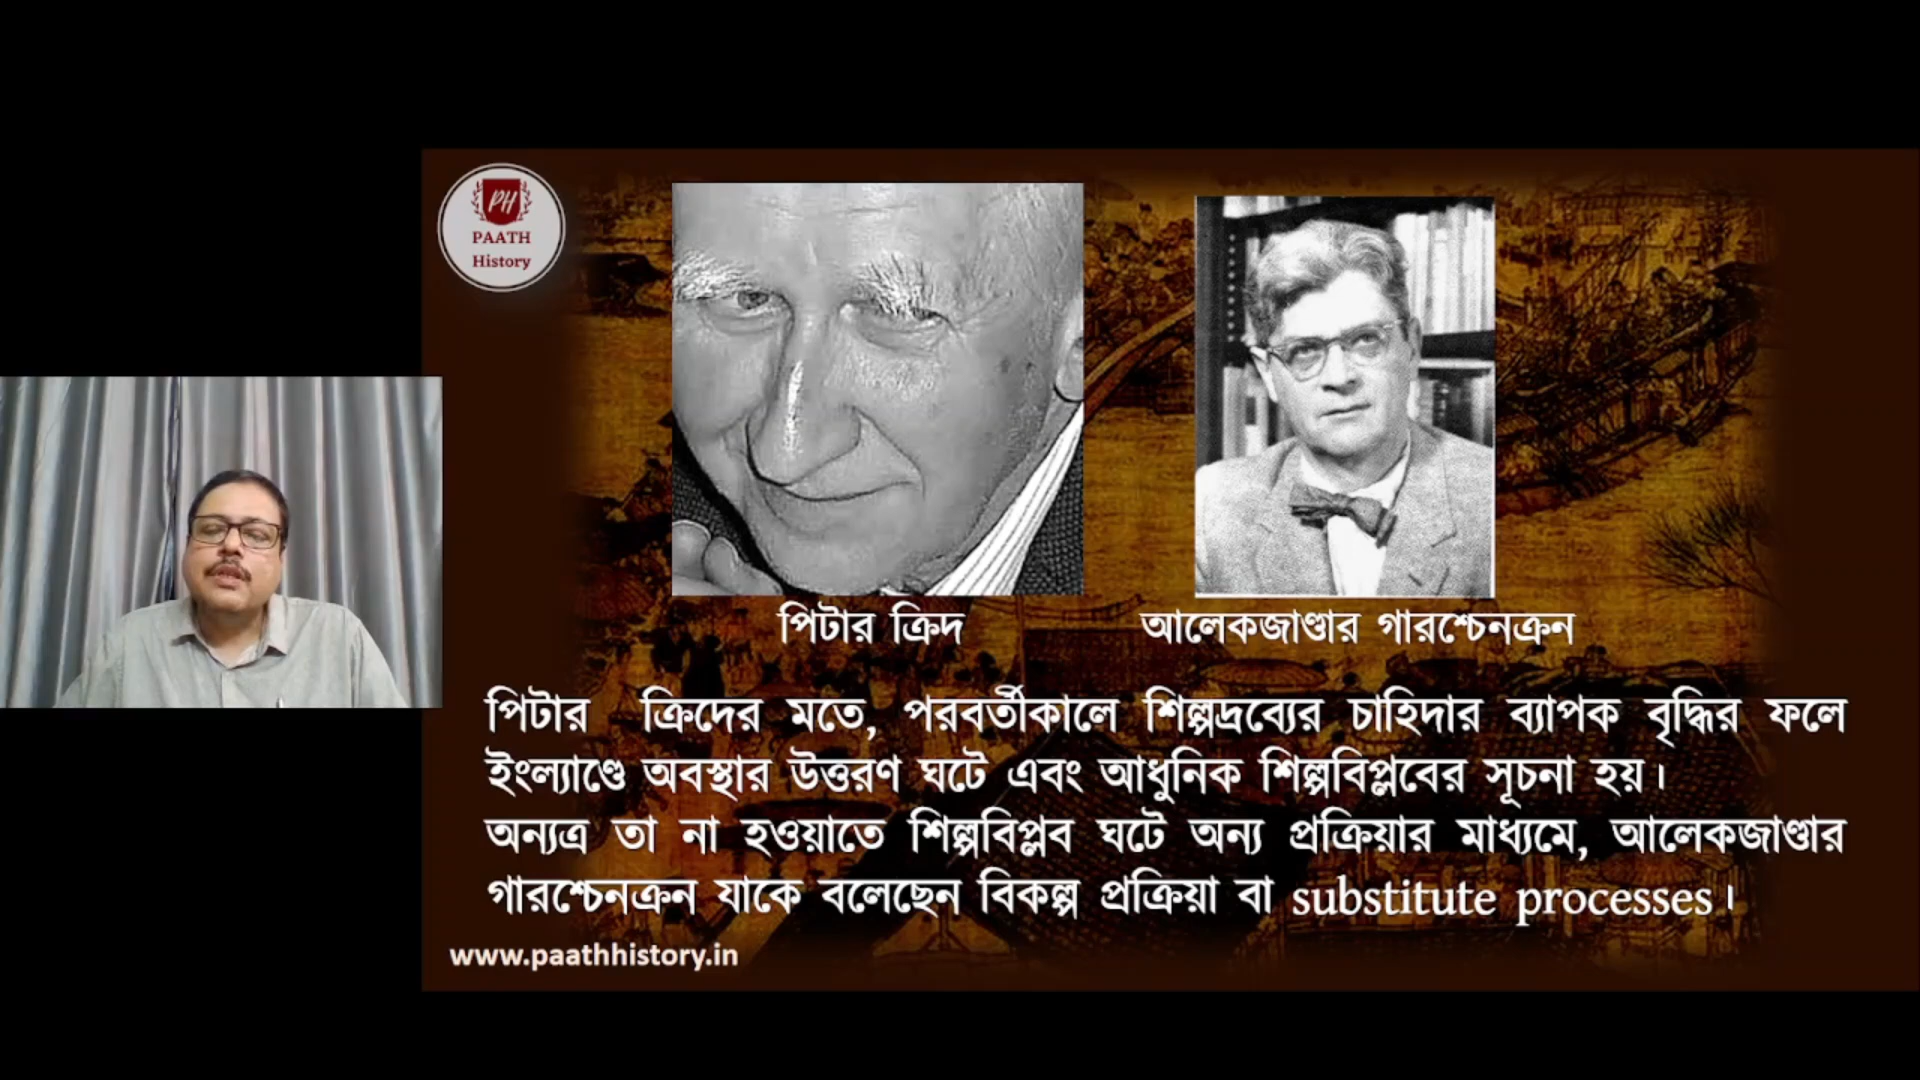 PH
PAATH
History
পিটার ক্রিদ
আলেকজাণ্ডার গারশ্চেনক্রন
পিটার ক্রিদের মতে, পরবর্তীকালে শিল্পদ্রব্যের চাহিদার ব্যাপক বৃদ্ধির ফলে
ইংল্যাণ্ডে অবস্থার উত্তরণ ঘটে এবং আধুনিক শিল্পবিপ্লবের সূচনা হয়।
অন্যত্র তা না হওয়াতে শিল্পবিপ্লব ঘটে অন্য প্রক্রিয়ার মাধ্যমে, আলেকজাণ্ডার
গারশ্চেনক্রন যাকে বলেছেন বিকল্প প্রক্রিয়া বা substitute processes।
www.paathhistory.in